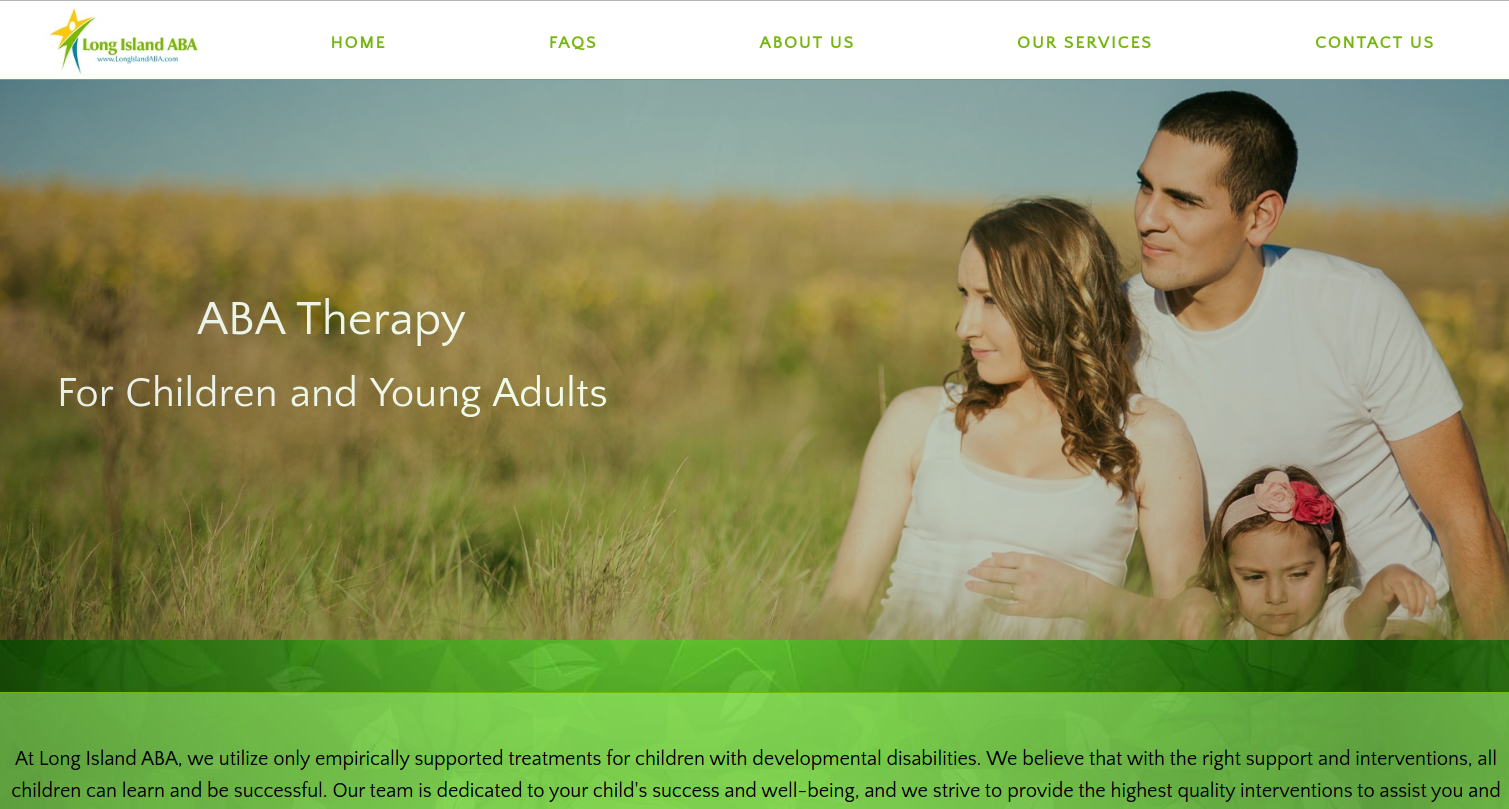 Long Island ABA
www.LongIslandABA.com
HOME
FAQS
ABOUT US
OUR SERVICES
CONTACT US
ABA Therapy
For Children and Young Adults
At Long Island ABA, we utilize only empirically supported treatments for children with developmental disabilities. We believe that with the right support and interventions, all
children can learn and be successful. Our team is dedicated to your child's success and well-being, and we strive to provide the highest quality interventions to assist you and